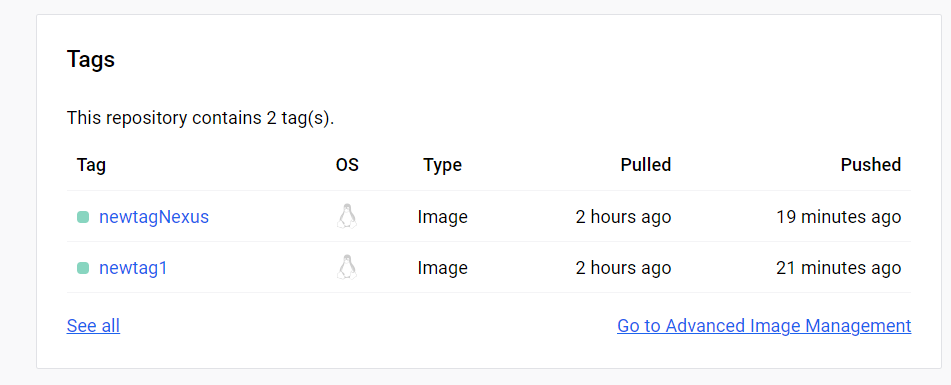 Tags
This repository contains 2 tag(s).
Tag OS Type Pulled Pushed
newtagNexus Image 2 hours ago 19 minutes ago
newtag1 Image 2 hours ago 21 minutes ago
See all Go to Advanced Image Management